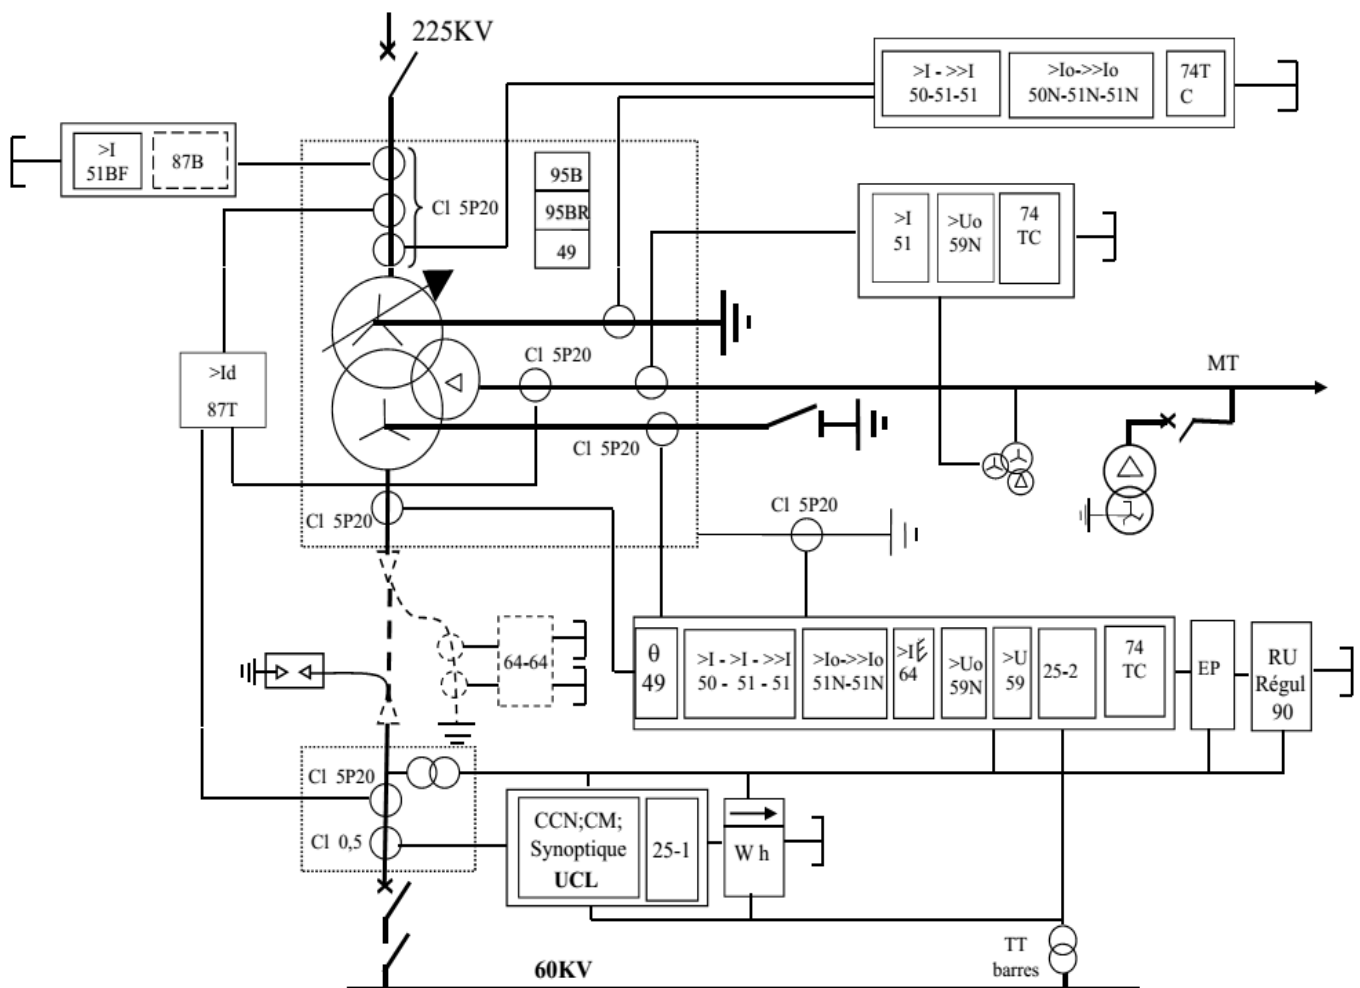 225KV
>I - >>I
50-51-51
>Io->>Io
50N-51N-51N
74T
C
>I
51BF
87B
Cl 5P20
95B
95BR
49
>I
51
>Uo
59N
74
TC
>Id
87T
Cl 5P20
MT
Cl 5P20
Cl 5P20
Cl 5P20
64-64
θ
49
>I - >I - >>I
50 - 51 - 51
>Io->>Io
51N-51N
>I
64
>Uo
59N
>U
59
25-2
74
TC
EP
RU
Régul
90
Cl 5P20
Cl 0,5
CCN;CM;
Synoptique
UCL
25-1
W h
TT
barres
60KV